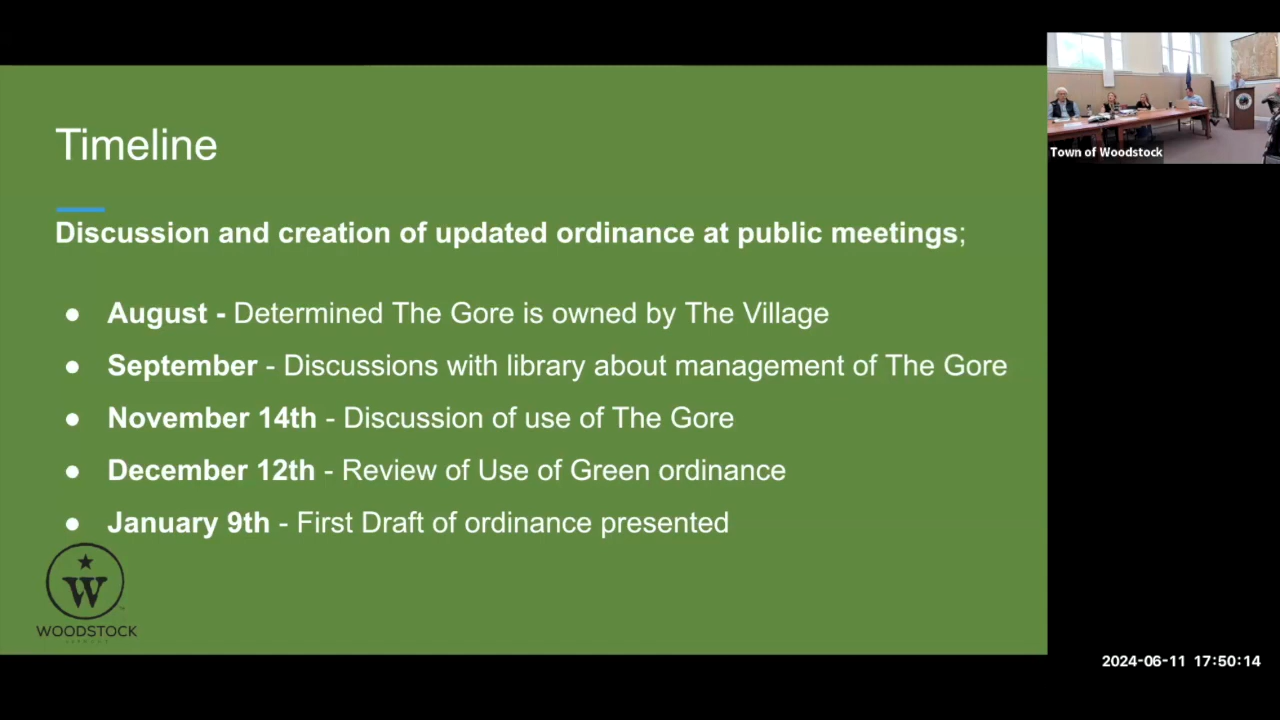 Timeline
Discussion and creation of updated ordinance at public meetings;
● August - Determined The Gore is owned by The Village
● September - Discussions with library about management of The Gore
● November 14th - Discussion of use of The Gore
● December 12th - Review of Use of Green ordinance
● January 9th - First Draft of ordinance presented
W
WOODSTOCK
Town of Woodstock
2024-06-11 17:50:14